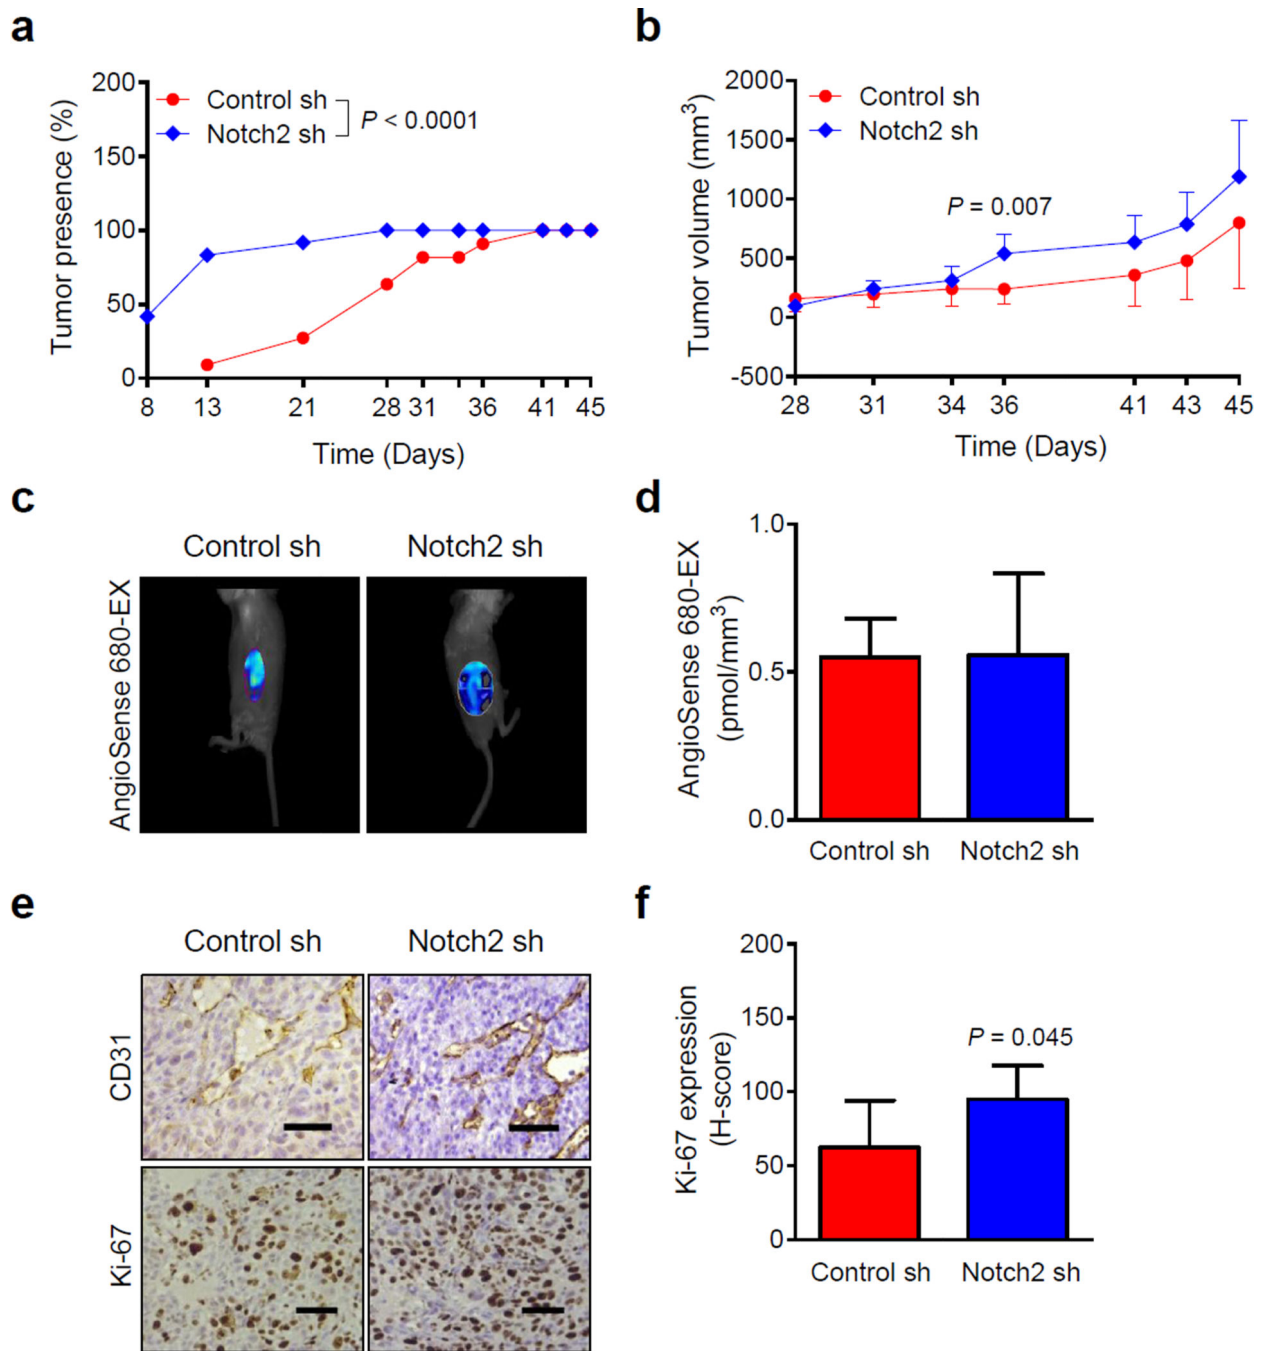 a
200
150
100
50
0
Tumor presence (%)
Control sh
Notch2 sh
P < 0.0001
8 13 21 28 31 36 41 45
Time (Days)
b
2000
1500
1000
500
0
-500
Tumor volume (mm3)
Control sh
Notch2 sh
P = 0.007
28 31 34 36 41 43 45
Time (Days)
c
Control sh Notch2 sh
AngioSense 680-EX
d
1.0
0.5
0.0
AngioSense 680-EX
(pmol/mm3)
Control sh Notch2 sh
e
Control sh Notch2 sh
CD31
Ki-67
f
200
150
100
50
0
Ki-67 expression
(H-score)
P = 0.045
Control sh Notch2 sh